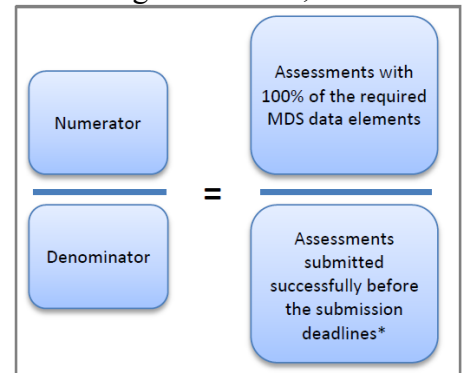 Numerator
Denominator
=
Assessments with
100% of the required
MDS data elements
Assessments
submitted
successfully before
the submission
deadlines*